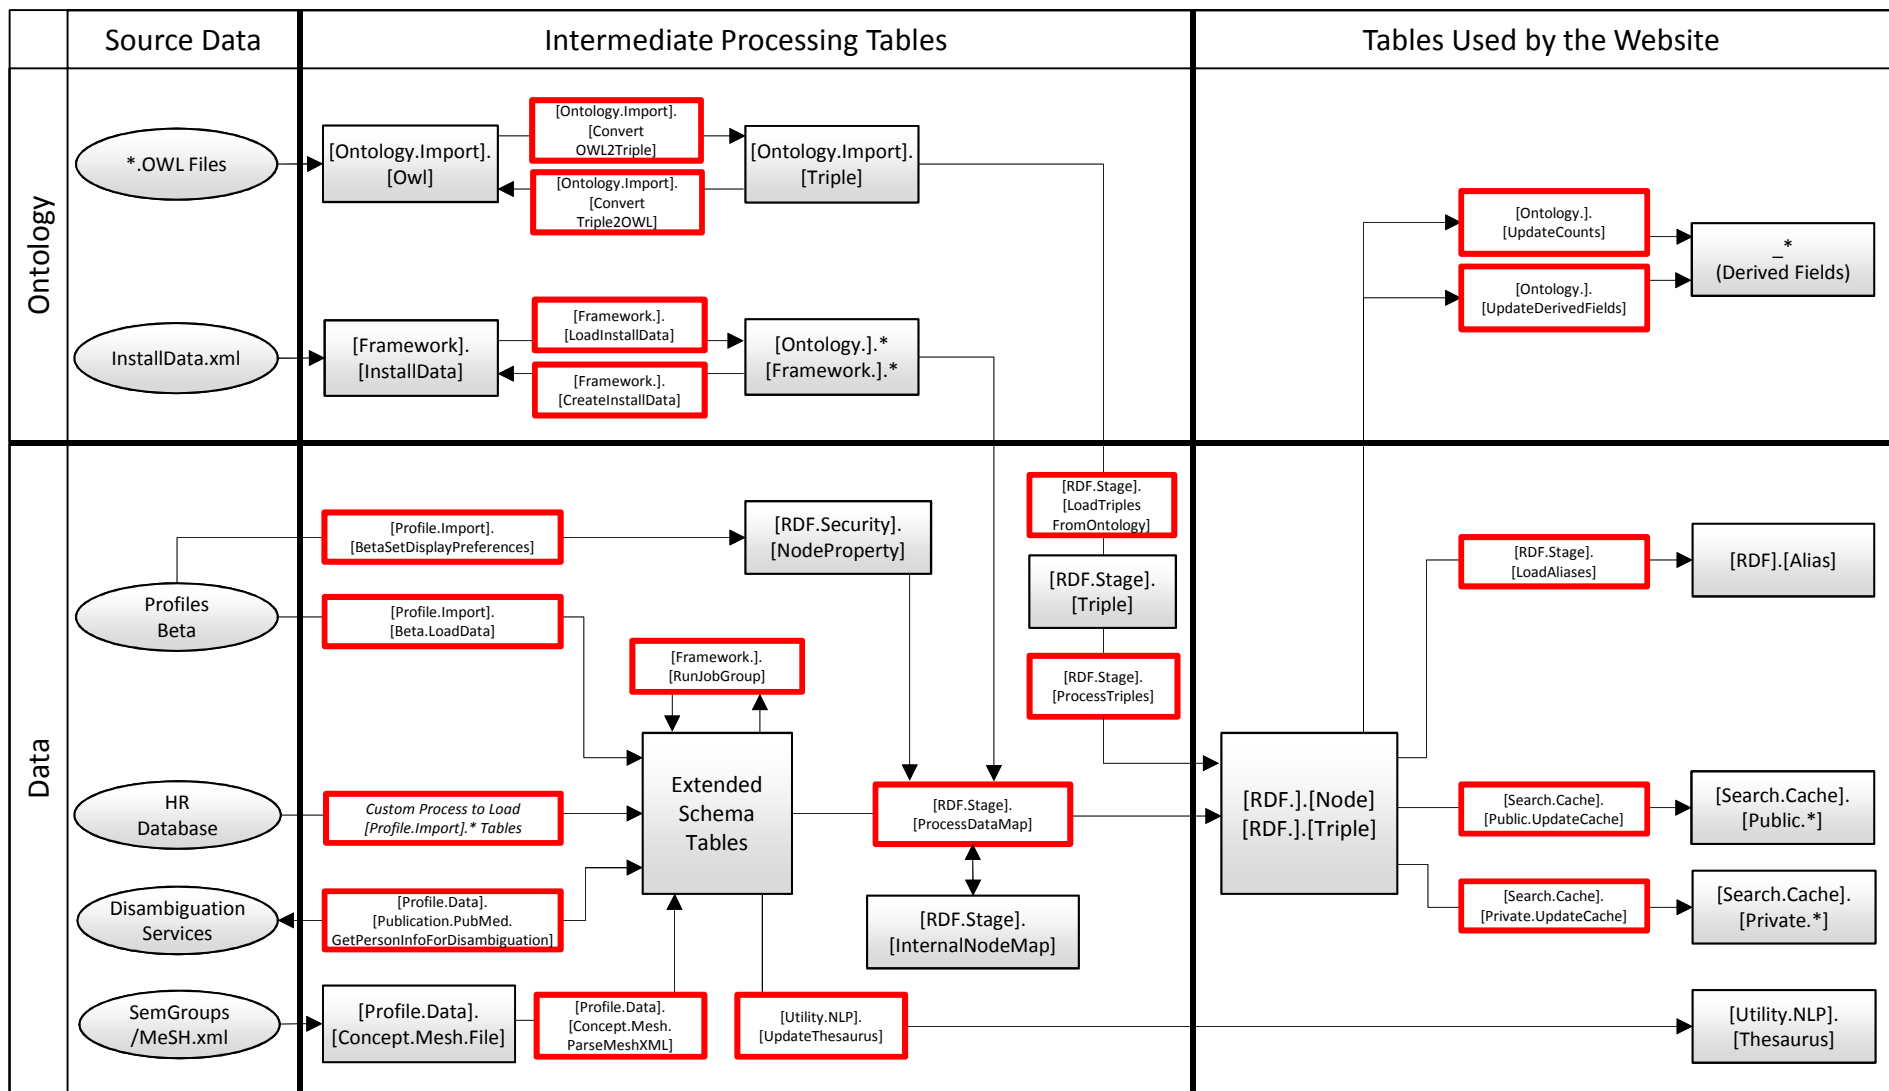 Source Data
Intermediate Processing Tables
Tables Used by the Website
Ontology
*.OWL Files
[Ontology.Import].
[Owl]
[Ontology.Import].
[Convert
OWL2Triple]
[Ontology.Import].
[Convert
Triple2OWL]
[Ontology.Import].
[Triple]
[Ontology.].
[UpdateCounts]
[Ontology.].
[UpdateDerivedFields]
_*
(Derived Fields)
InstallData.xml
[Framework].
[InstallData]
[Framework.].
[LoadInstallData]
[Framework.].
[CreateInstallData]
[Ontology.].*
[Framework.].*
Data
Profiles
Beta
[Profile.Import].
[BetaSetDisplayPreferences]
[RDF.Security].
[NodeProperty]
[Profile.Import].
[Beta.LoadData]
[Framework.].
[RunJobGroup]
[RDF.Stage].
[LoadTriples
FromOntology]
[RDF.Stage].
[Triple]
[RDF.Stage].
[ProcessTriples]
[RDF.Stage].
[LoadAliases]
[RDF].[Alias]
HR
Database
Custom Process to Load
[Profile.Import].* Tables
Extended
Schema
Tables
[RDF.Stage].
[ProcessDataMap]
[RDF.].[Node]
[RDF.].[Triple]
[Search.Cache].
[Public.UpdateCache]
[Search.Cache].
[Public.*]
Disambiguation
Services
[Profile.Data].
[Publication.PubMed.
GetPersonInfoForDisambiguation]
[RDF.Stage].
[InternalNodeMap]
[Search.Cache].
[Private.UpdateCache]
[Search.Cache].
[Private.*]
SemGroups
/MeSH.xml
[Profile.Data].
[Concept.Mesh.File]
[Profile.Data].
[Concept.Mesh.
ParseMeshXML]
[Utility.NLP].
[UpdateThesaurus]
[Utility.NLP].
[Thesaurus]